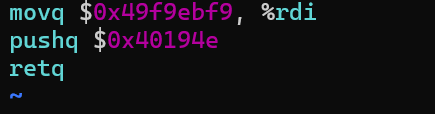 movq $0x49f9ebf9, %rdi
pushq $0x40194e
retq
~